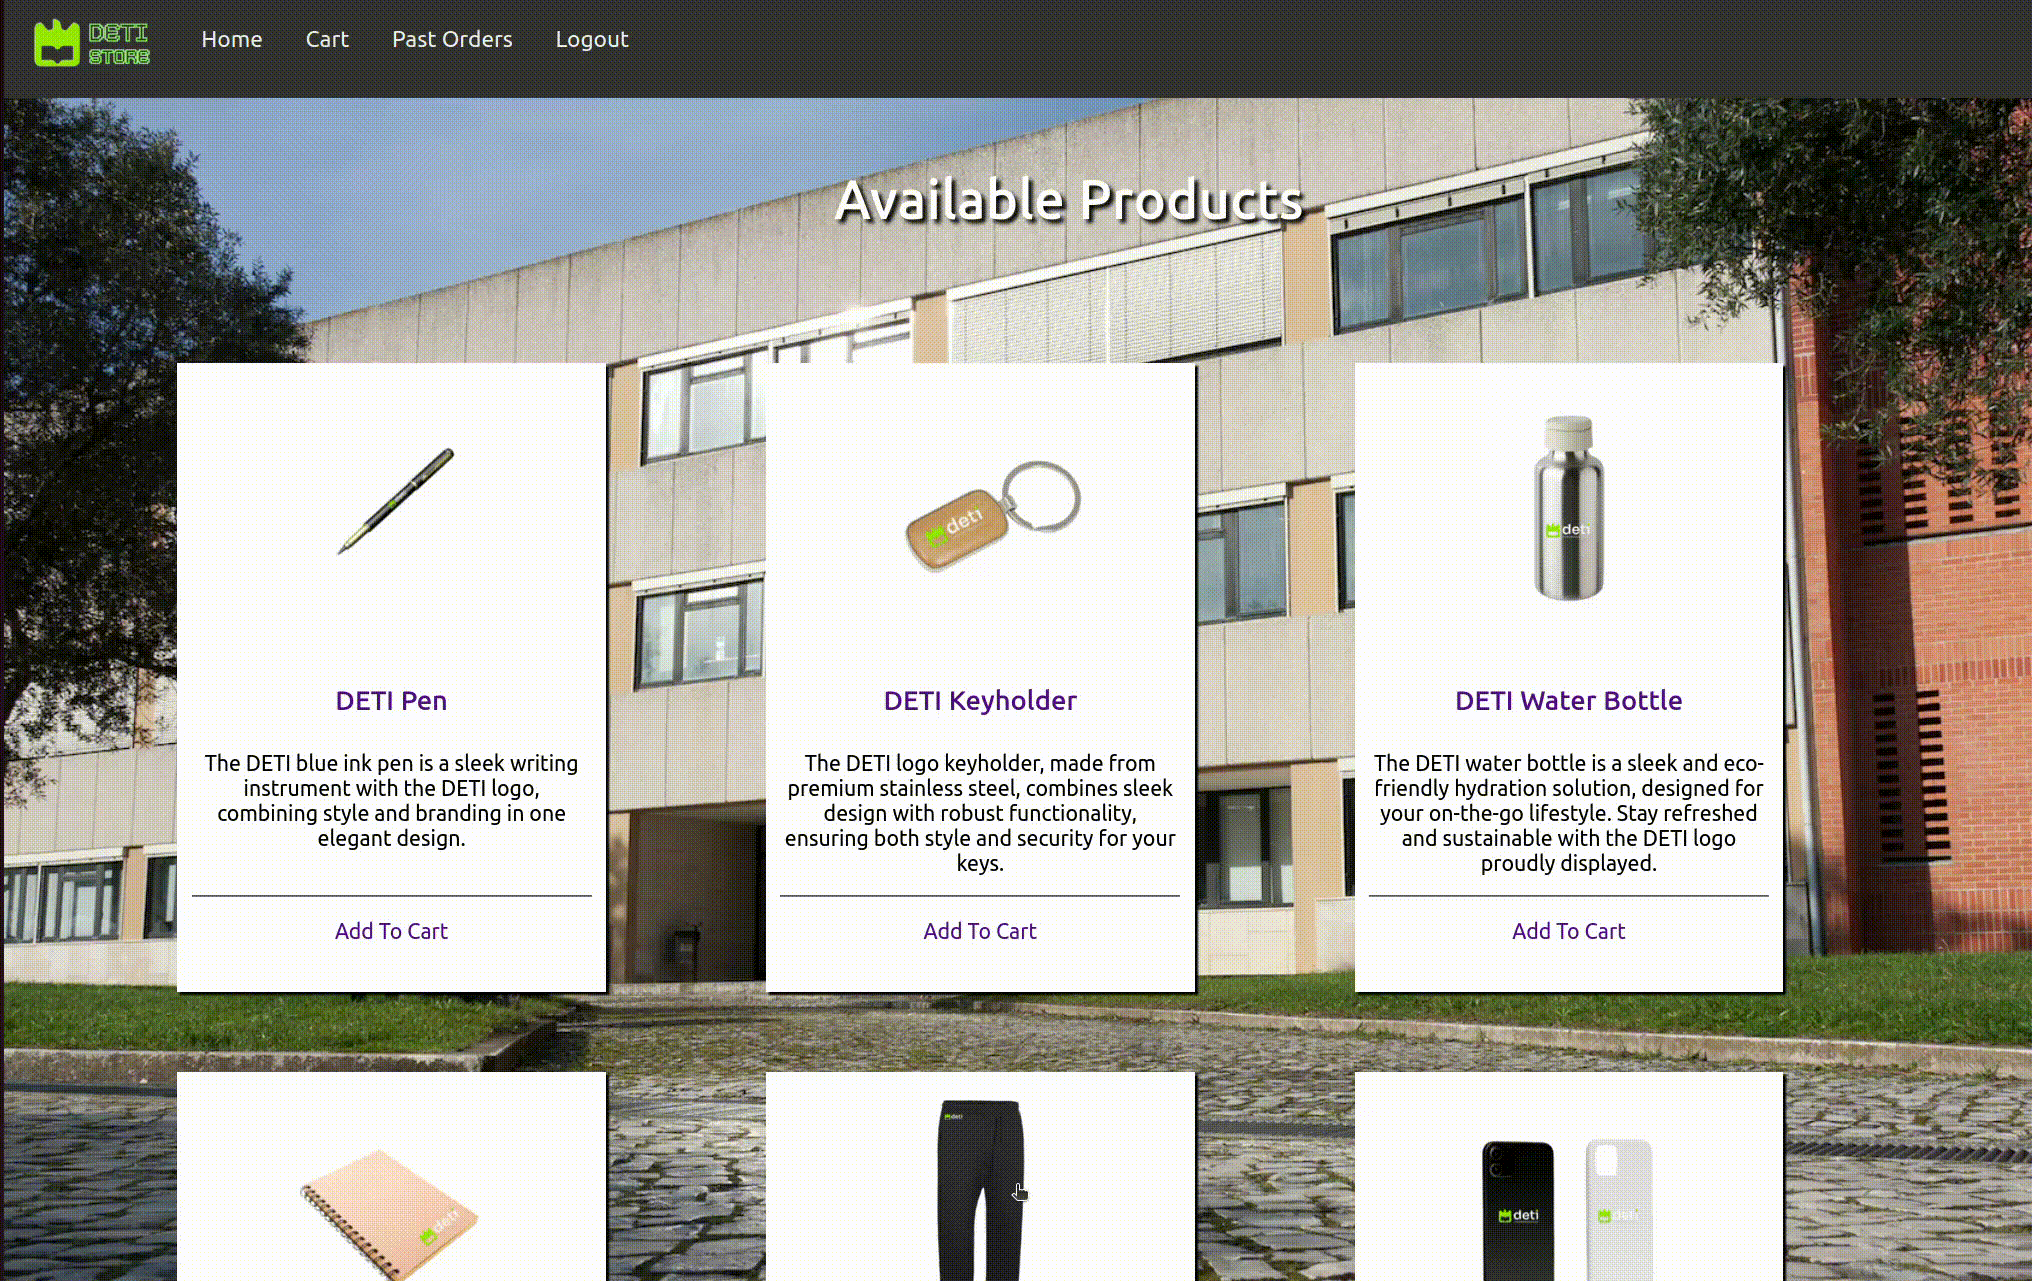 DETI
STORE
Home Cart Past Orders Logout
Available Products
deti
deti
DETI Pen
DETI Keyholder
DETI Water Bottle
The DETI blue ink pen is a sleek writing
instrument with the DETI logo,
combining style and branding in one
elegant design.
The DETI logo keyholder, made from
premium stainless steel, combines sleek
design with robust functionality,
ensuring both style and security for your
keys.
The DETI water bottle is a sleek and eco-
friendly hydration solution, designed for
your on-the-go lifestyle. Stay refreshed
and sustainable with the DETI logo
proudly displayed.
Add To Cart
Add To Cart
Add To Cart
deti
deti
deti
deti